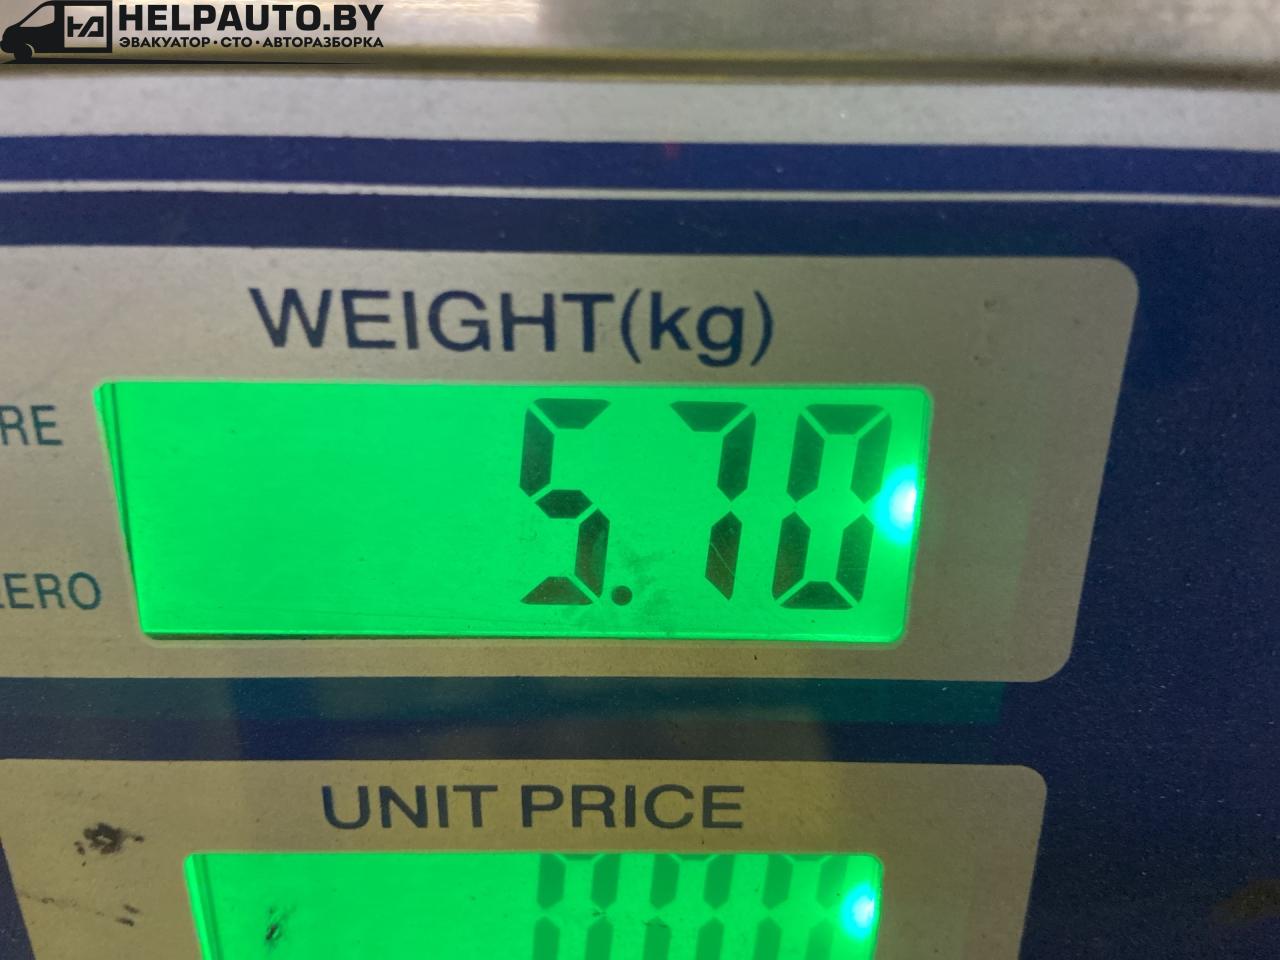 HELPAUTO.BY
ЭВАКУАТОР·СТО·АВТОРАЗБОРКА
WEIGHT(kg)
RE
5.70
ERO
UNIT PRICE